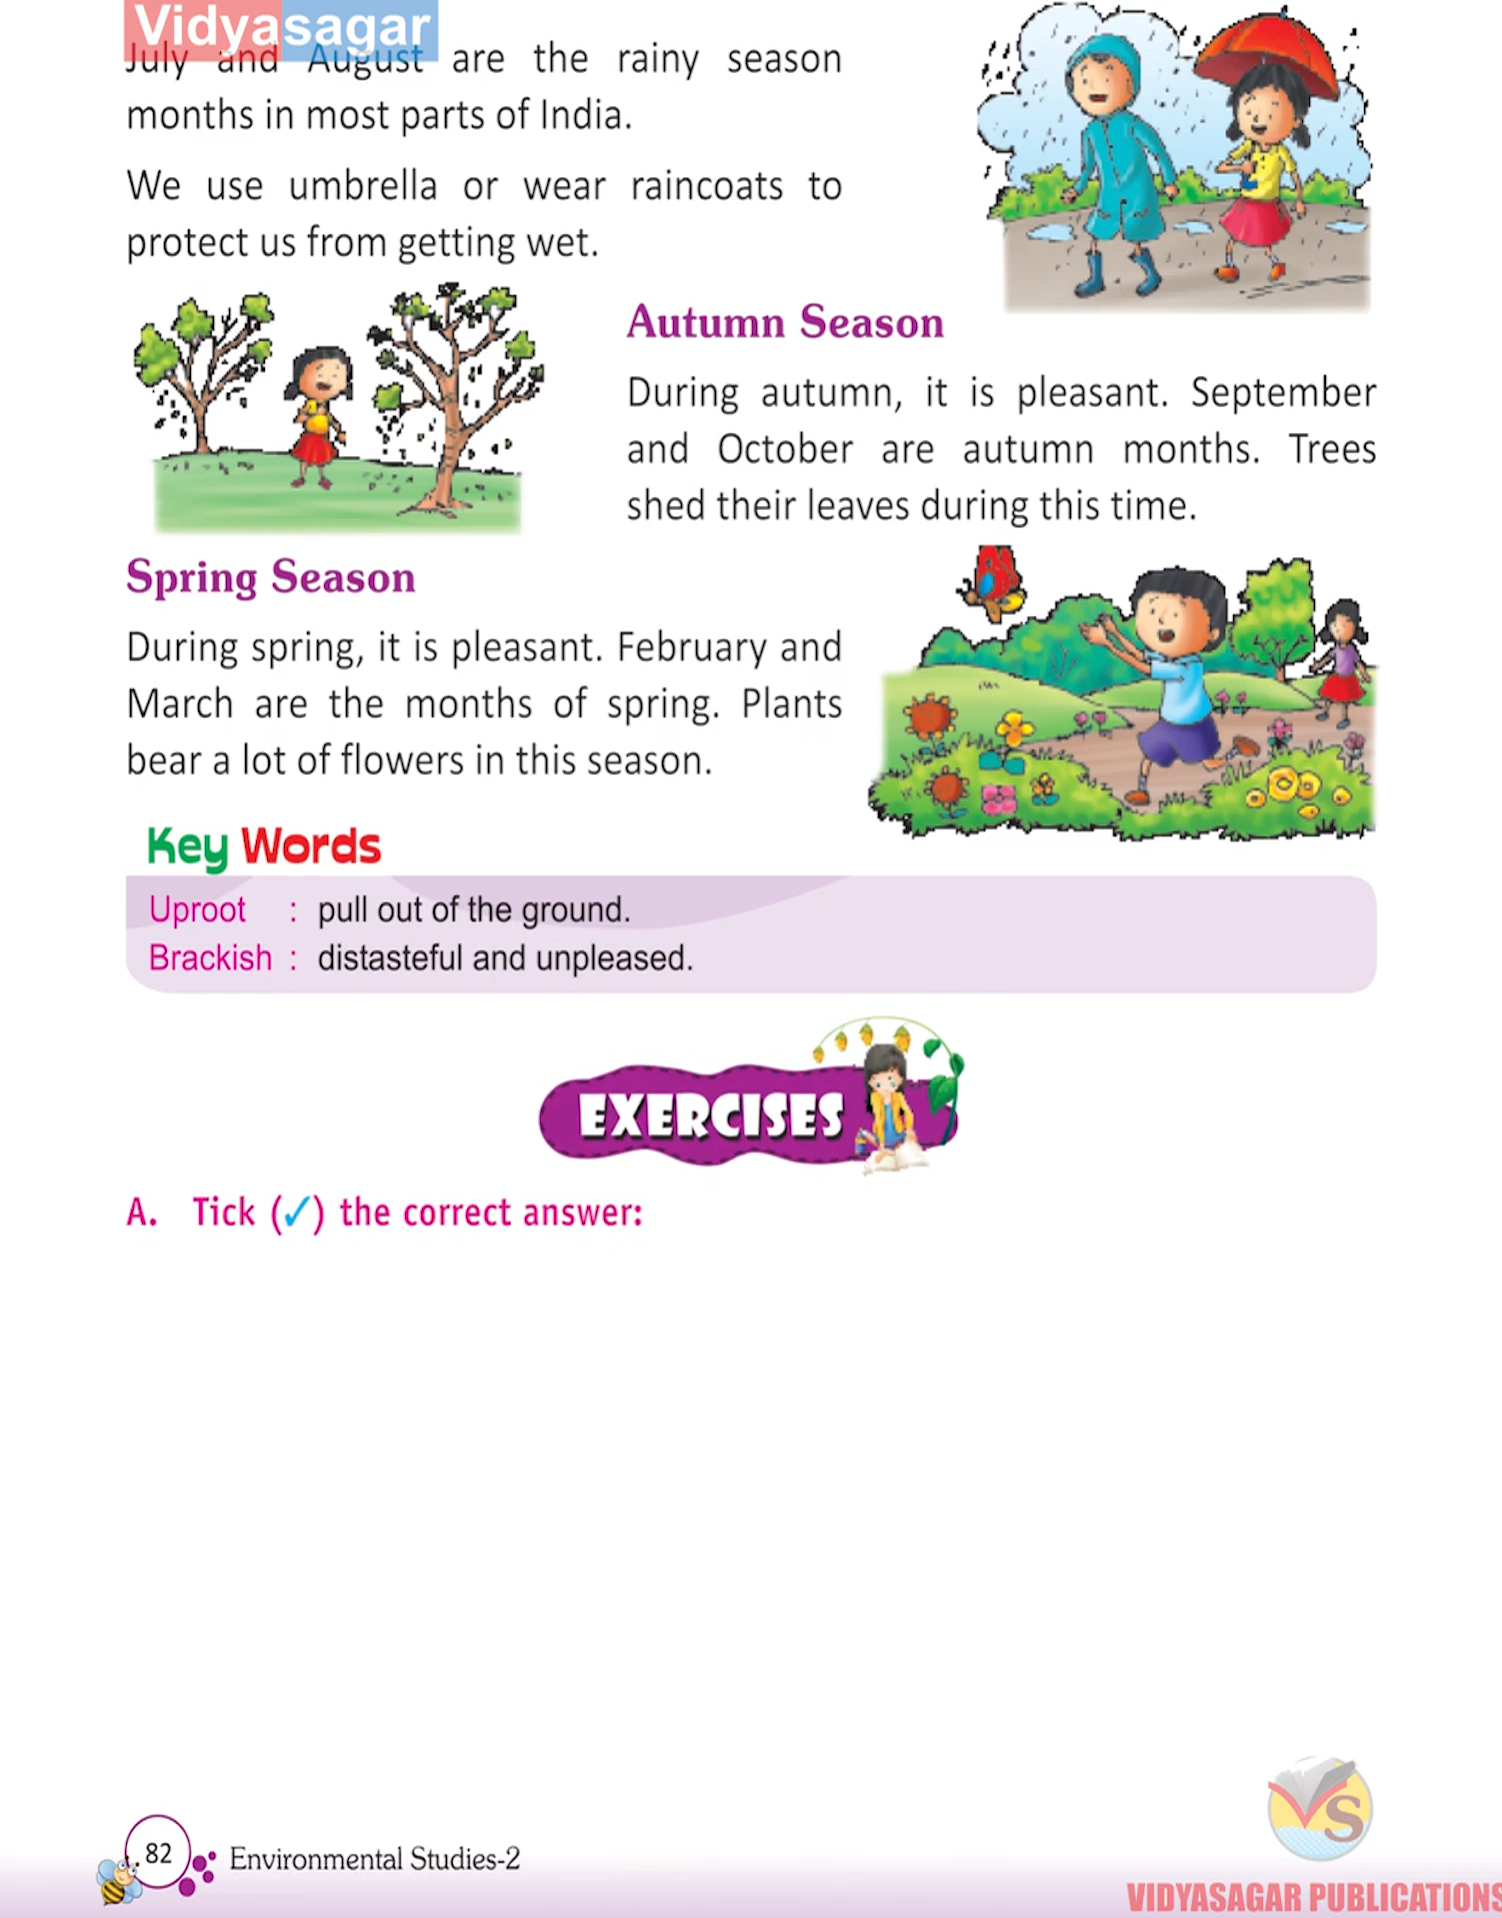 Vidyasagar
July and August are the rainy season
months in most parts of India.
We use umbrella or wear raincoats to
protect us from getting wet.
Autumn Season
During autumn, it is pleasant. September
and October are autumn months. Trees
shed their leaves during this time.
Spring Season
During spring, it is pleasant. February and
March are the months of spring. Plants
bear a lot of flowers in this season.
Key Words
Uproot : pull out of the ground.
Brackish : distasteful and unpleased.
EXERCISES
A. Tick (✓) the correct answer:
VS
82 Environmental Studies-2
VIDYASAGAR PUBLICATIONS